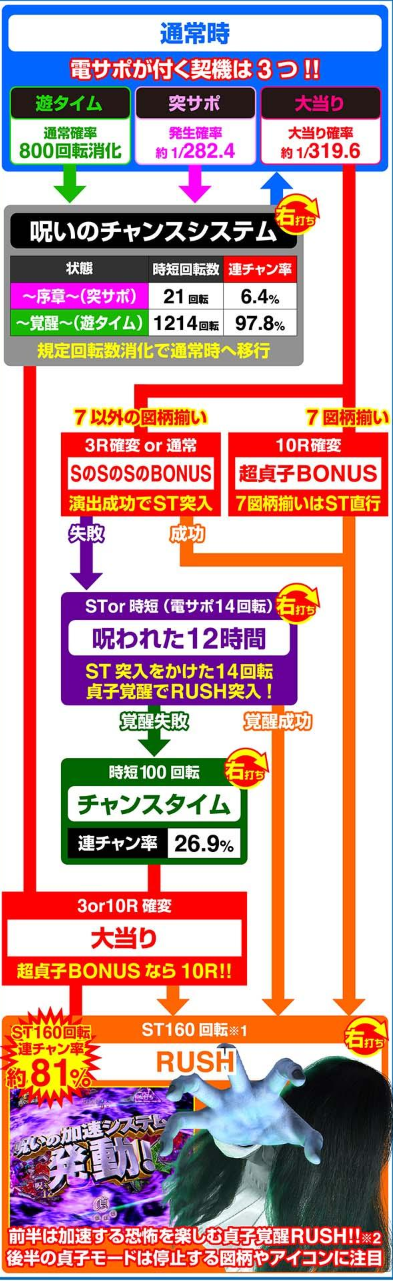 通常時
電サポが付く契機は3つ!!
遊タイム
通常確率
800回転消化
突サポ
発生確率
約1/282.4
大当り
大当り確率
約1/319.6
右打ち
呪いのチャンスシステム
状態 時短回転数 連チャン率
～序章～(突サポ) 21回転 6.4%
～覚醒～(遊タイム) 1214回転 97.8%
規定回転数消化で通常時へ移行
7以外の図柄揃い
7図柄揃い
3R確変 or 通常
SのSのSのBONUS
演出成功でST突入
10R確変
超貞子BONUS
7図柄揃いはST直行
失敗
成功
STor時短(電サポ14回転)
右打ち
呪われた12時間
ST突入をかけた14回転
貞子覚醒でRUSH突入!
覚醒失敗
覚醒成功
時短100回転
右打ち
チャンスタイム
連チャン率 26.9%
3or10R確変
大当り
超貞子BONUSなら10R!!
ST160回転
連チャン率
約81%
ST160回転※1
右打ち
RUSH
呪いの加速システム
発動!
前半は加速する恐怖を楽しむ貞子覚醒RUSH!!※2
後半の貞子モードは停止する図柄やアイコンに注目